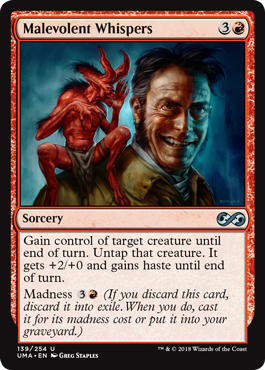 Malevolent Whispers 3
Sorcery
Gain control of target creature until
end of turn. Untap that creature. It
gets +2/+0 and gains haste until end
of turn.
Madness 3 (If you discard this card,
discard it into exile. When you do, cast
it for its madness cost or put it into your
graveyard.)
139/254 U
UMA • EN GREG STAPLES
™ & © 2018 Wizards of the Coast